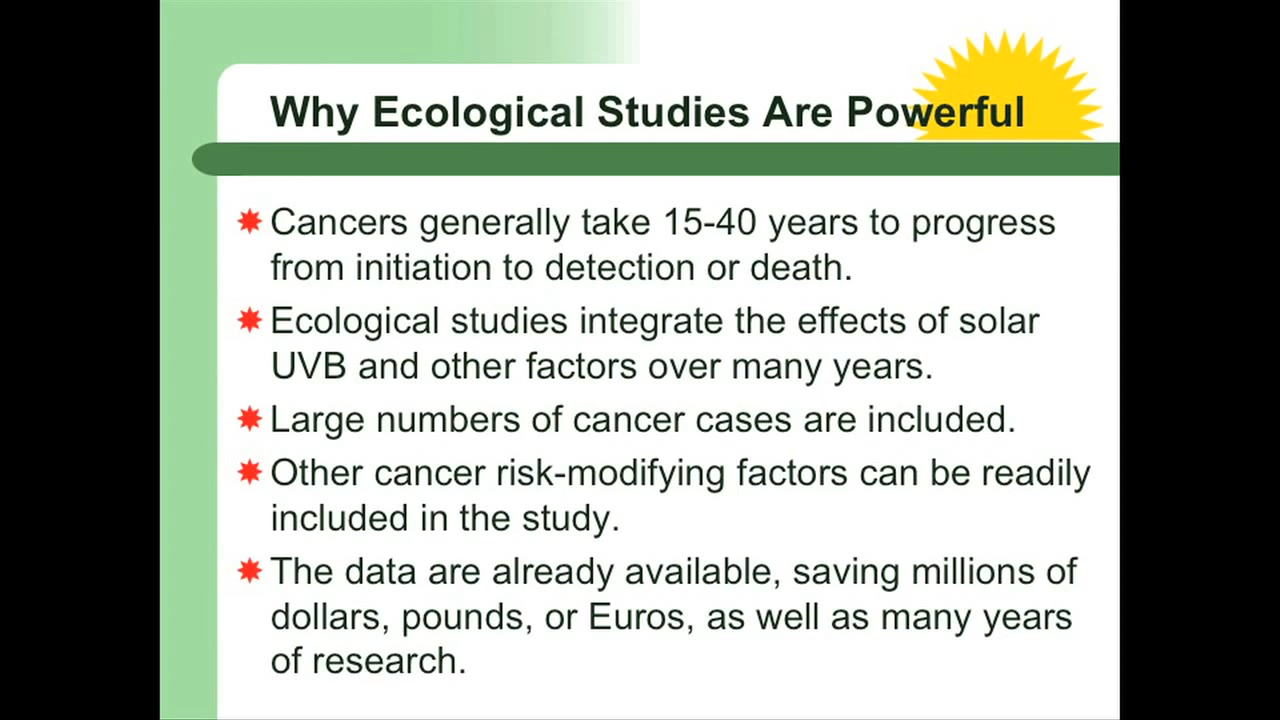 Why Ecological Studies Are Powerful
Cancers generally take 15-40 years to progress
from initiation to detection or death.
Ecological studies integrate the effects of solar
UVB and other factors over many years.
Large numbers of cancer cases are included.
Other cancer risk-modifying factors can be readily
included in the study.
The data are already available, saving millions of
dollars, pounds, or Euros, as well as many years
of research.